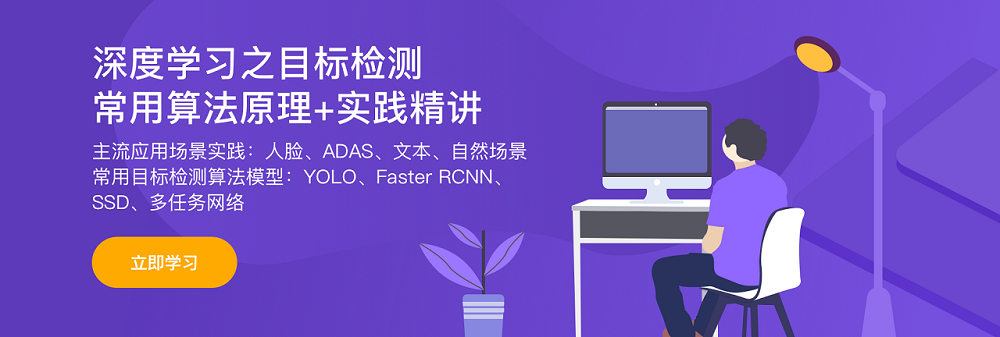 深度学习之目标检测
常用算法原理+实践精讲
主流应用场景实践：人脸、ADAS、文本、自然场景
常用目标检测算法模型：YOLO、Faster RCNN、
SSD、多任务网络
立即学习